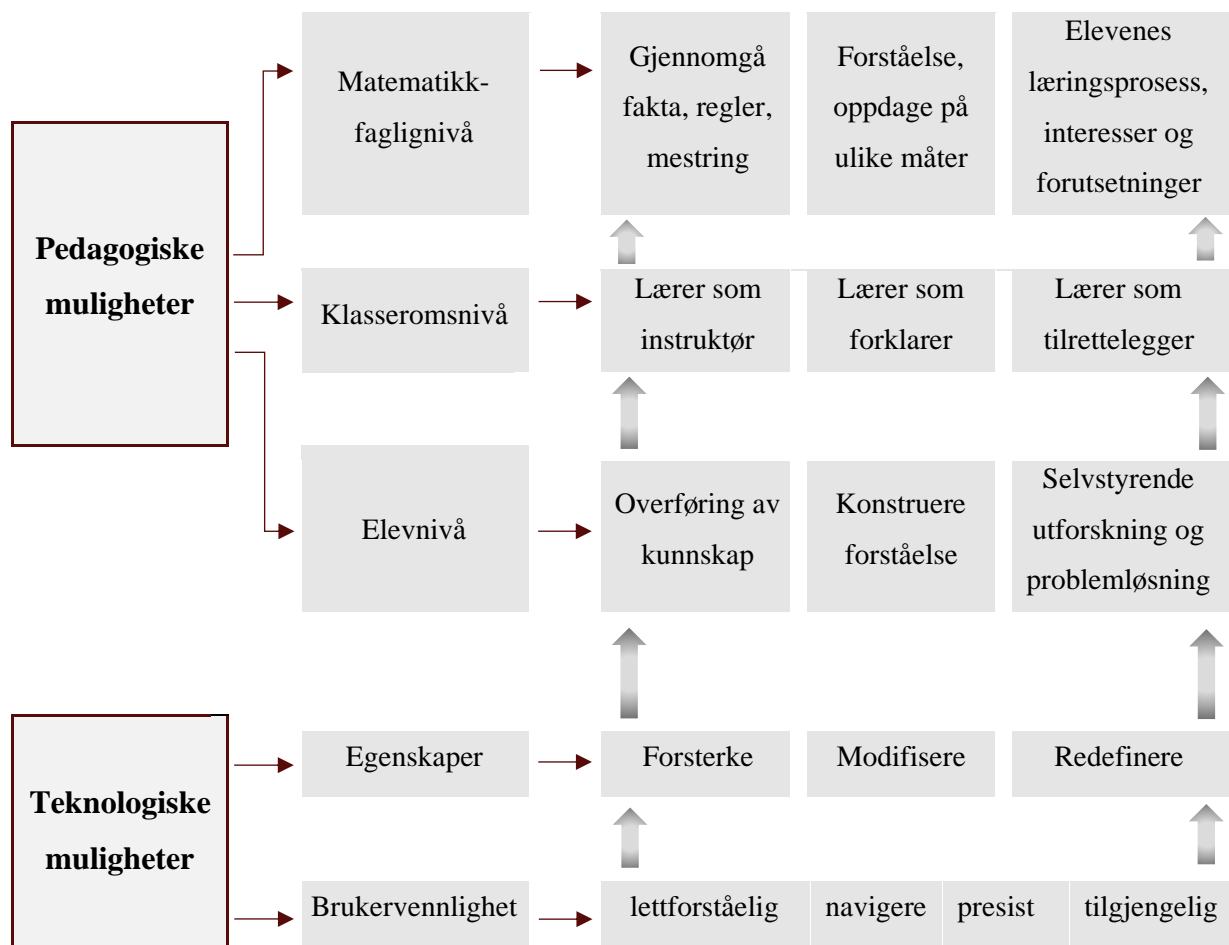 Pedagogiske
muligheter
Matematikk-
faglignivå
Gjennomgå
fakta, regler,
mestring
Forståelse,
oppdage på
ulike måter
Elevenes
læringsprosess,
interesser og
forutsetninger
Klasseromsnivå
Lærer som
instruktør
Lærer som
forklarer
Lærer som
tilrettelegger
Elevnivå
Overføring av
kunnskap
Konstruere
forståelse
Selvstyrende
utforskning og
problemløsning
Teknologiske
muligheter
Egenskaper
Forsterke
Modifisere
Redefinere
Brukervennlighet
lettforståelig
navigere
presist
tilgjengelig